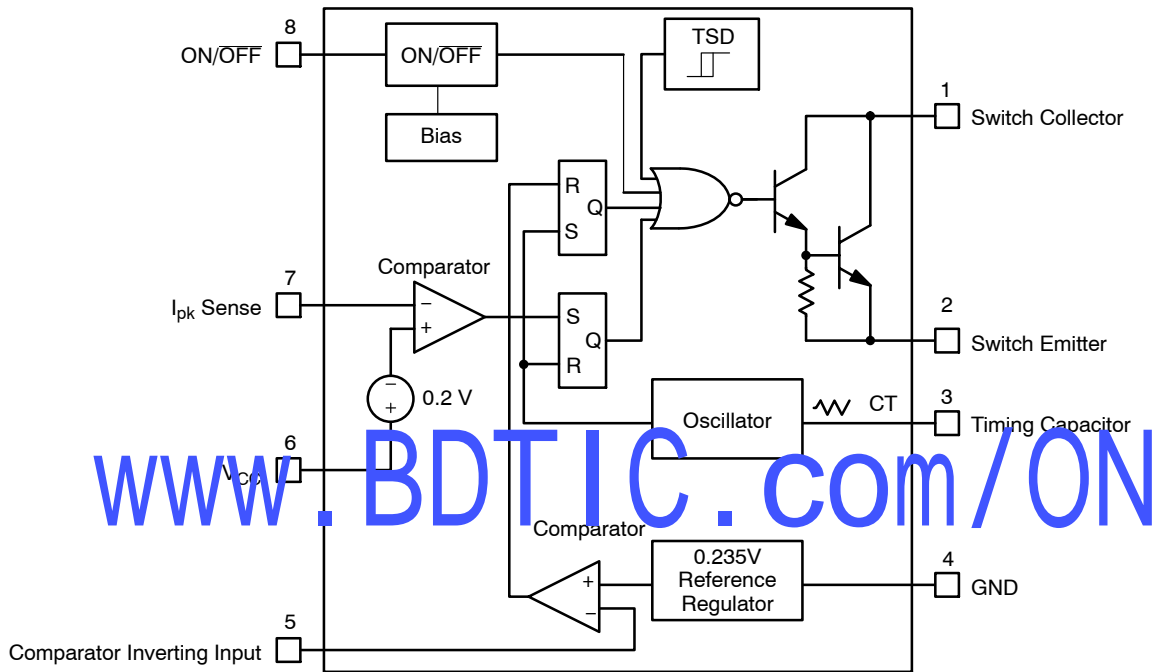 8
ON/OFF
ON/OFF
TSD
Bias
1
Switch Collector
R
Q
S
Comparator
7
Ipk Sense
−
+
S
Q
R
2
Switch Emitter
−
+
0.2 V
Oscillator
CT
3
Timing Capacitor
6
VCC
www.BDTIC.com/ON
Comparator
0.235V
Reference
Regulator
+
−
4
GND
5
Comparator Inverting Input